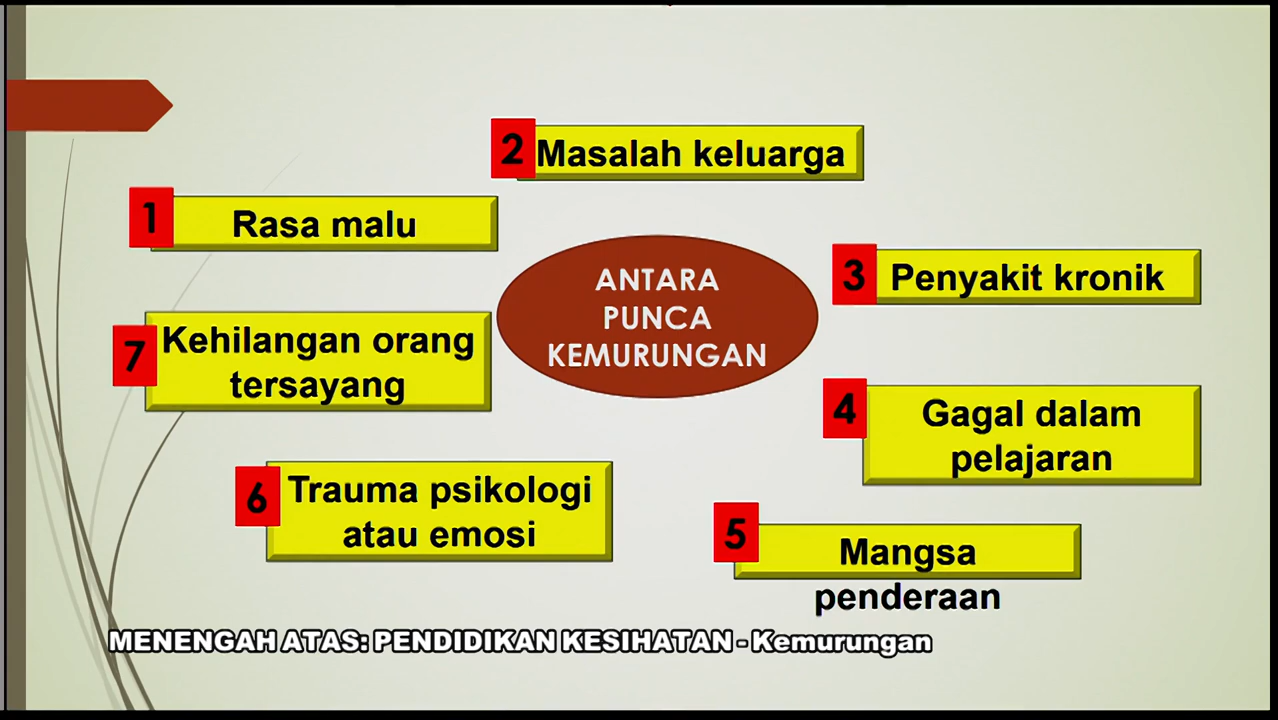 2
Masalah keluarga
1
Rasa malu
ANTARA
PUNCA
KEMURUNGAN
3
Penyakit kronik
7
Kehilangan orang
tersayang
4
Gagal dalam
pelajaran
6
Trauma psikologi
atau emosi
5
Mangsa
penderaan
MENENGAH ATAS: PENDIDIKAN KESIHATAN - Kemurungan